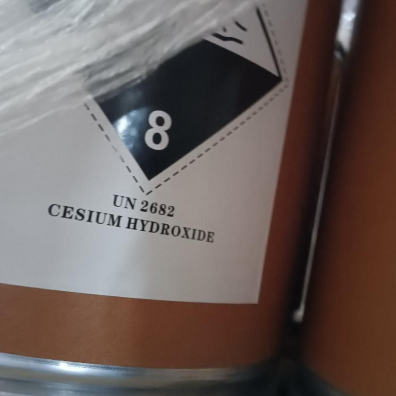 8
UN 2682
CESIUM HYDROXIDE